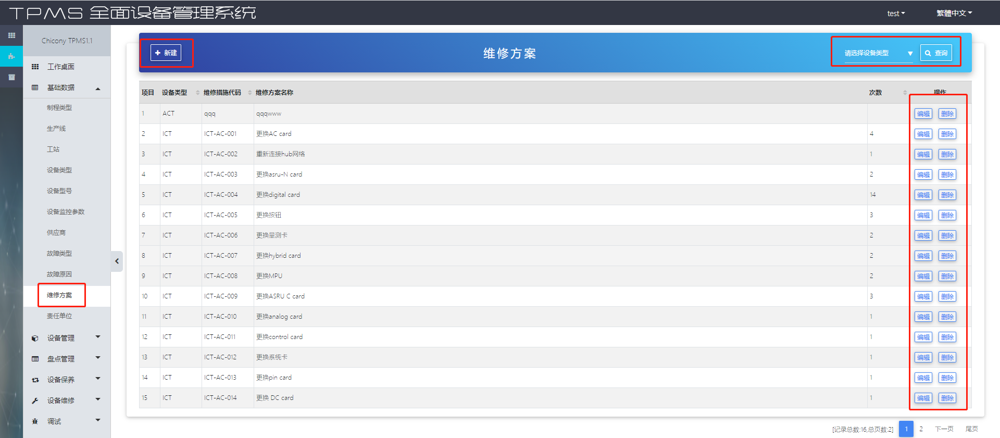 TPMS 全面设备管理系统
test
繁體中文
Chicony TPMS1.1
工作桌面
基础数据
制程类型
生产线
工站
设备类型
设备型号
设备监控参数
供应商
故障类型
故障原因
维修方案
责任单位
设备管理
盘点管理
设备保养
设备维修
调试
新建
维修方案
请选择设备类型
查询
项目 设备类型 维修措施代码 维修方案名称 次数 操作
1 ACT qqq qqqwww 编辑 删除
2 ICT ICT-AC-001 更换AC card 4 编辑 删除
3 ICT ICT-AC-002 重新连接hub网络 1 编辑 删除
4 ICT ICT-AC-003 更换asru-N card 2 编辑 删除
5 ICT ICT-AC-004 更换digital card 14 编辑 删除
6 ICT ICT-AC-005 更换按钮 3 编辑 删除
7 ICT ICT-AC-006 更换量测卡 2 编辑 删除
8 ICT ICT-AC-007 更换hybrid card 2 编辑 删除
9 ICT ICT-AC-008 更换MPU 2 编辑 删除
10 ICT ICT-AC-009 更换ASRU C card 3 编辑 删除
11 ICT ICT-AC-010 更换analog card 1 编辑 删除
12 ICT ICT-AC-011 更换control card 1 编辑 删除
13 ICT ICT-AC-012 更换系统卡 1 编辑 删除
14 ICT ICT-AC-013 更换pin card 1 编辑 删除
15 ICT ICT-AC-014 更换 DC card 1 编辑 删除
[记录总数:16,总页数:2] 1 2 下一页 尾页